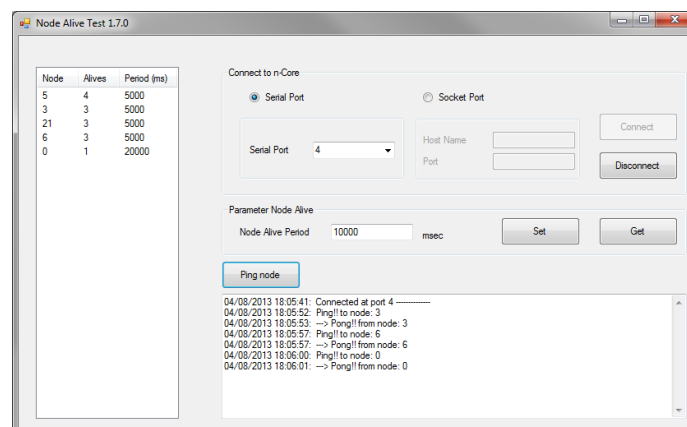 Node Alive Test 1.7.0
Node Alives Period (ms)
5 4 5000
3 3 5000
21 3 5000
6 3 5000
0 1 20000
Connect to n-Core
Serial Port
Socket Port
Serial Port 4
Host Name
Port
Connect
Disconnect
Parameter Node Alive
Node Alive Period 10000 msec
Set
Get
Ping node
04/08/2013 18:05:41: Connected at port 4 -------------
04/08/2013 18:05:52: Ping!! to node: 3
04/08/2013 18:05:53: ---> Pong!! from node: 3
04/08/2013 18:05:57: Ping!! to node: 6
04/08/2013 18:05:57: ---> Pong!! from node: 6
04/08/2013 18:06:00: Ping!! to node: 0
04/08/2013 18:06:01: ---> Pong!! from node: 0